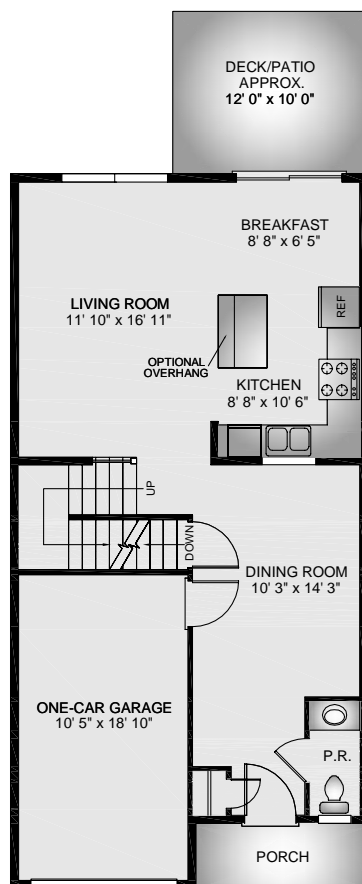 DECK/PATIO
APPROX.
12' 0" x 10' 0"
BREAKFAST
8' 8" x 6' 5"
LIVING ROOM
11' 10" x 16' 11"
REF
OPTIONAL
OVERHANG
KITCHEN
8' 8" x 10' 6"
UP
DOWN
DINING ROOM
10' 3" x 14' 3"
ONE-CAR GARAGE
10' 5" x 18' 10"
P.R.
PORCH